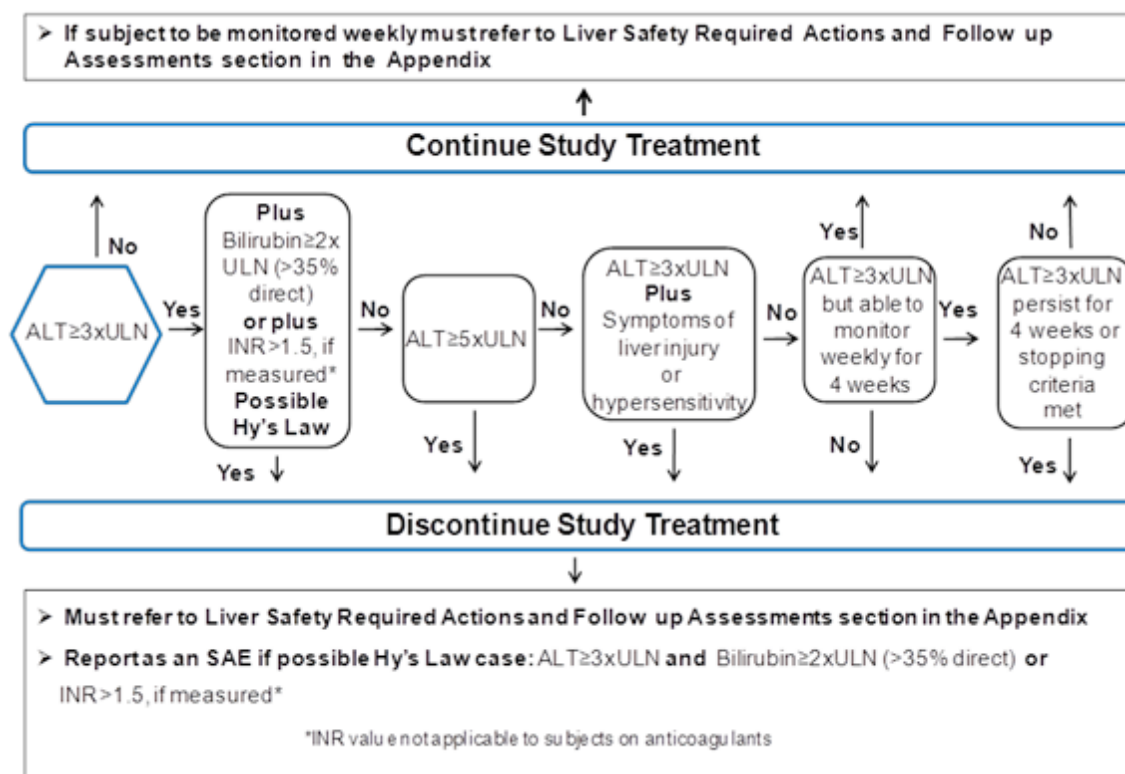 ➢ If subject to be monitored weekly must refer to Liver Safety Required Actions and Follow up
Assessments section in the Appendix
Continue Study Treatment
No
ALT≥3xULN
Yes
Plus
Bilirubin≥2x
ULN (>35%
direct)
or plus
INR>1.5, if
measured*
Possible
Hy's Law
Yes
No
ALT≥5xULN
Yes
No
ALT≥3xULN
Plus
Symptoms of
liver injury
or
hypersensitivity
Yes
No
Yes
ALT≥3xULN
but able to
monitor
weekly for
4 weeks
No
Yes
No
ALT≥3xULN
persist for
4 weeks or
stopping
criteria
met
Yes
Discontinue Study Treatment
➢ Must refer to Liver Safety Required Actions and Follow up Assessments section in the Appendix
➢ Report as an SAE if possible Hy's Law case: ALT≥3xULN and Bilirubin≥2xULN (>35% direct) or
INR>1.5, if measured*
*INR value not applicable to subjects on anticoagulants